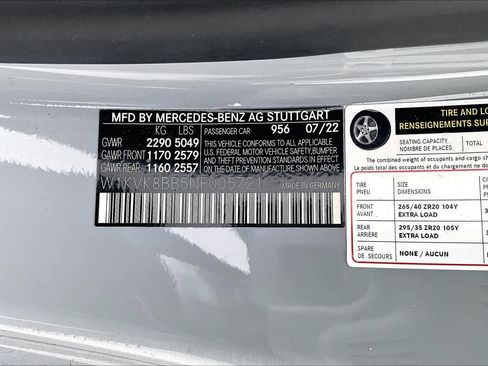 MFD BY MERCEDES-BENZ AG STUTTGART
KG. LBS PASSENGER CAR 956 07/22
GVWR 2290 5049
GAWR FRONT 1170 2579
GAWR REAR 1160 2557
THIS VEHICLE CONFORMS TO ALL APPLICABLE
U.S. FEDERAL MOTOR VEHICLE SAFETY, BUMPER
AND THEFT PREVENTION STANDARDS IN EFFECT
ON THE DATE OF MANUFACTURE SHOWN ABOVE.
W1KVK8BB5NF005721 MADE IN GERMANY
TIRE AND LO
RENSEIGNEMENTS SUR
SEATING CAPACITY
NOMBRE DE PLACES
The combined weight of occupants and cargo sho
TIRE PNEU
SIZE DIMENSIONS
FRONT AVANT
265/40 ZR20 104Y EXTRA LOAD
REAR ARRIÈRE
295/35 ZR20 105Y EXTRA LOAD
SPARE DE SECOURS
NONE / AUCUN